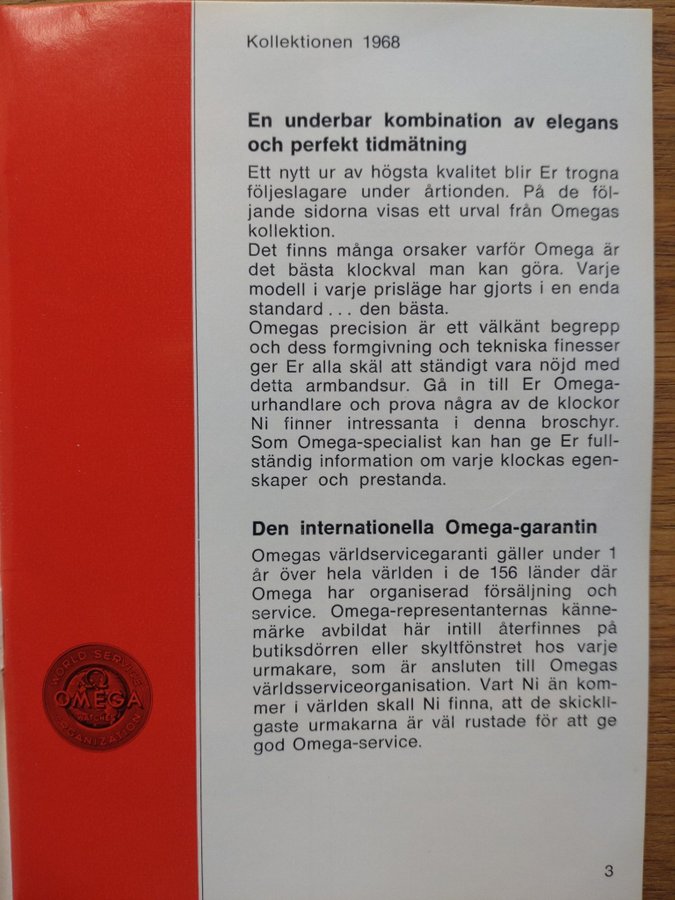 Kollektionen 1968
En underbar kombination av elegans
och perfekt tidmätning
Ett nytt ur av högsta kvalitet blir Er trogna
följeslagare under årtionden. På de föl-
jande sidorna visas ett urval från Omegas
kollektion.
Det finns många orsaker varför Omega är
det bästa klockval man kan göra. Varje
modell i varje prisläge har gjorts i en enda
standard... den bästa.
Omegas precision är ett välkänt begrepp
och dess formgivning och tekniska finesser
ger Er alla skäl att ständigt vara nöjd med
detta armbandsur. Gå in till Er Omega-
urhandlare och prova några av de klockor
Ni finner intressanta i denna broschyr.
Som Omega-specialist kan han ge Er full-
ständig information om varje klockas egen-
skaper och prestanda.
Den internationella Omega-garantin
Omegas världservicegaranti gäller under 1
år över hela världen i de 156 länder där
Omega har organiserad försäljning och
service. Omega-representanternas känne-
märke avbildat här intill återfinnes på
butiksdörren eller skyltfönstret hos varje
urmakare, som är ansluten till Omegas
världsserviceorganisation. Vart Ni än kom-
mer i världen skall Ni finna, att de skickli-
gaste urmakarna är väl rustade för att ge
god Omega-service.
WORLD SERVICE
Ω
OMEGA
WATCHES
ORGANIZATION
3